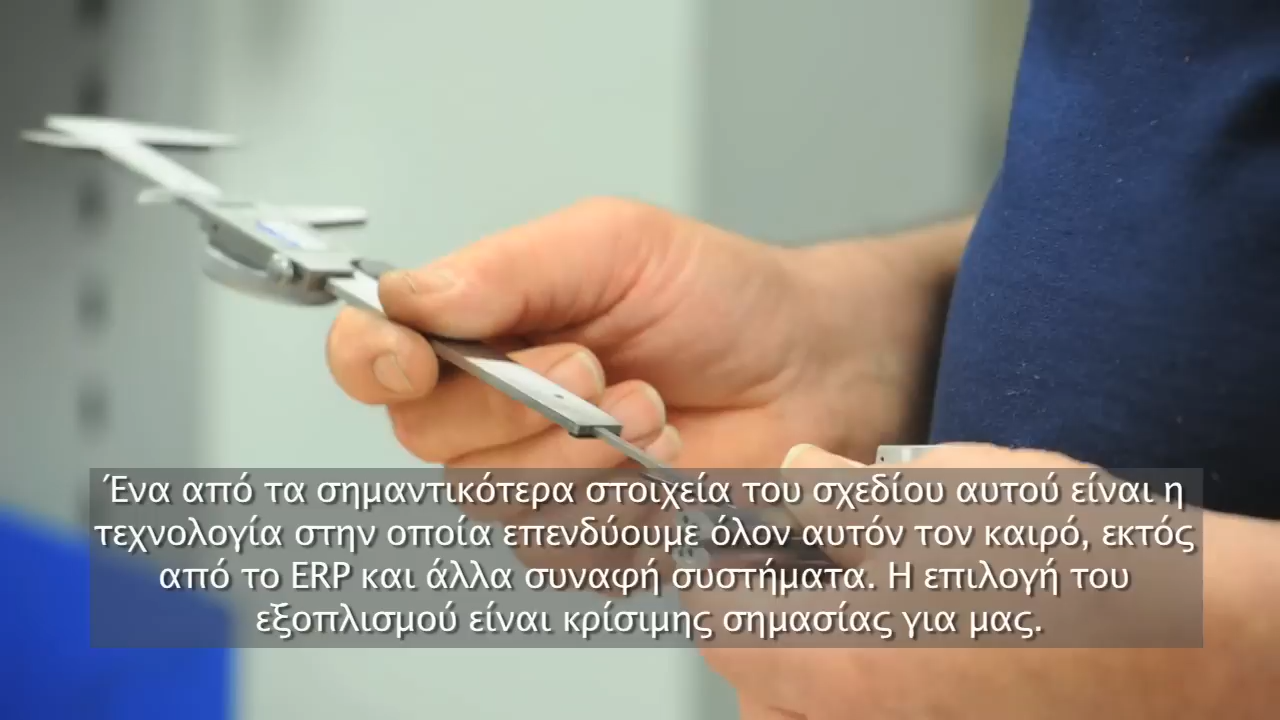 Ένα από τα σημαντικότερα στοιχεία του σχεδίου αυτού είναι η
τεχνολογία στην οποία επενδύουμε όλον αυτόν τον καιρό, εκτός
από το ERP και άλλα συναφή συστήματα. Η επιλογή του
εξοπλισμού είναι κρίσιμης σημασίας για μας.